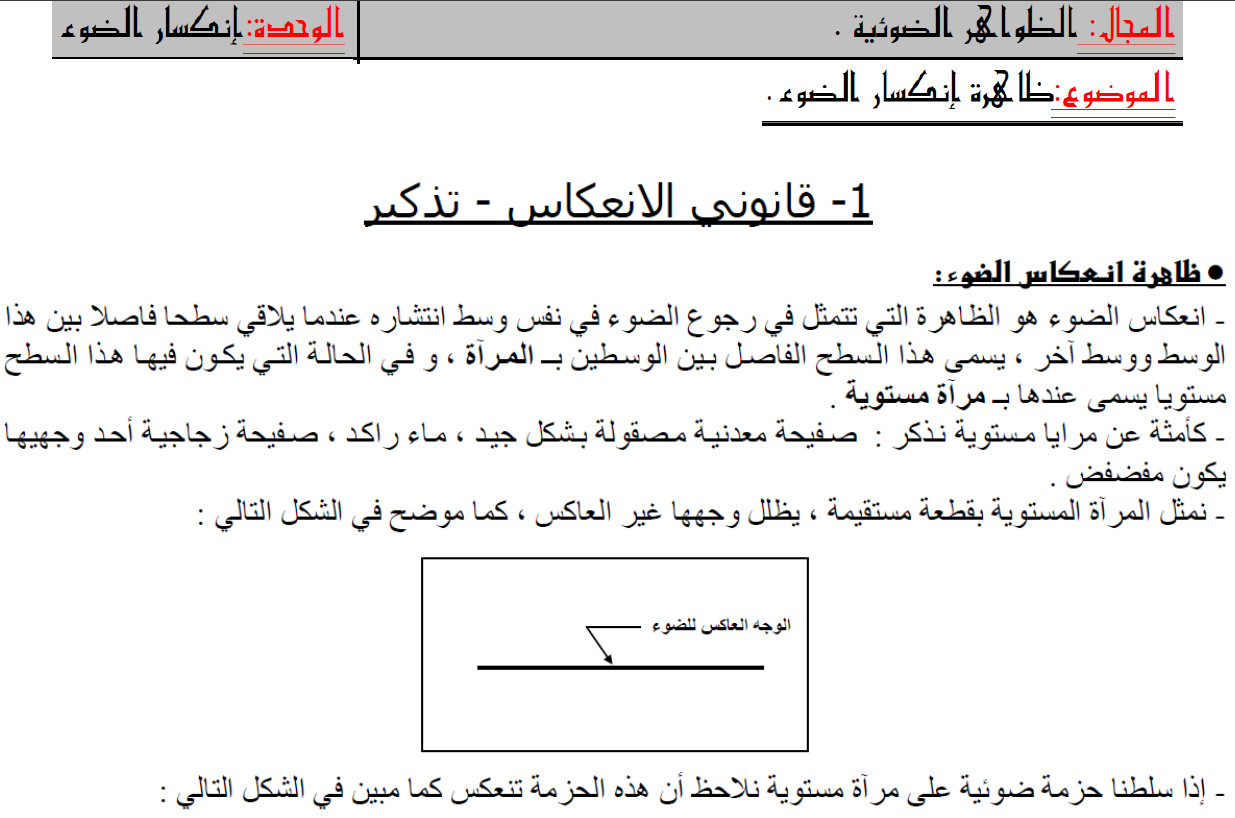 المجال: الظواهر الضوئية .
الوحدة:إنكسار الضوء
الموضوع:ظاهرة إنكسار الضوء .
1- قانوني الانعكاس - تذكير
● ظاهرة انعكاس الضوء :
- انعكاس الضوء هو الظاهرة التي تتمثل في رجوع الضوء في نفس وسط انتشاره عندما يلاقي سطحا فاصلا بين هذا
الوسط ووسط آخر ، يسمى هذا السطح الفاصل بين الوسطين بـ المرآة ، و في الحالة التي يكون فيها هذا السطح
مستويا يسمى عندها بـ مرآة مستوية .
- كأمثة عن مرايا مستوية نذكر : صفيحة معدنية مصقولة بشكل جيد ، ماء راكد ، صفيحة زجاجية أحد وجهيها
يكون مفضفض .
- نمثل المرآة المستوية بقطعة مستقيمة ، يظلل وجهها غير العاكس ، كما موضح في الشكل التالي :
الوجه العاكس للضوء
- إذا سلطنا حزمة ضوئية على مرآة مستوية نلاحظ أن هذه الحزمة تنعكس كما مبين في الشكل التالي :